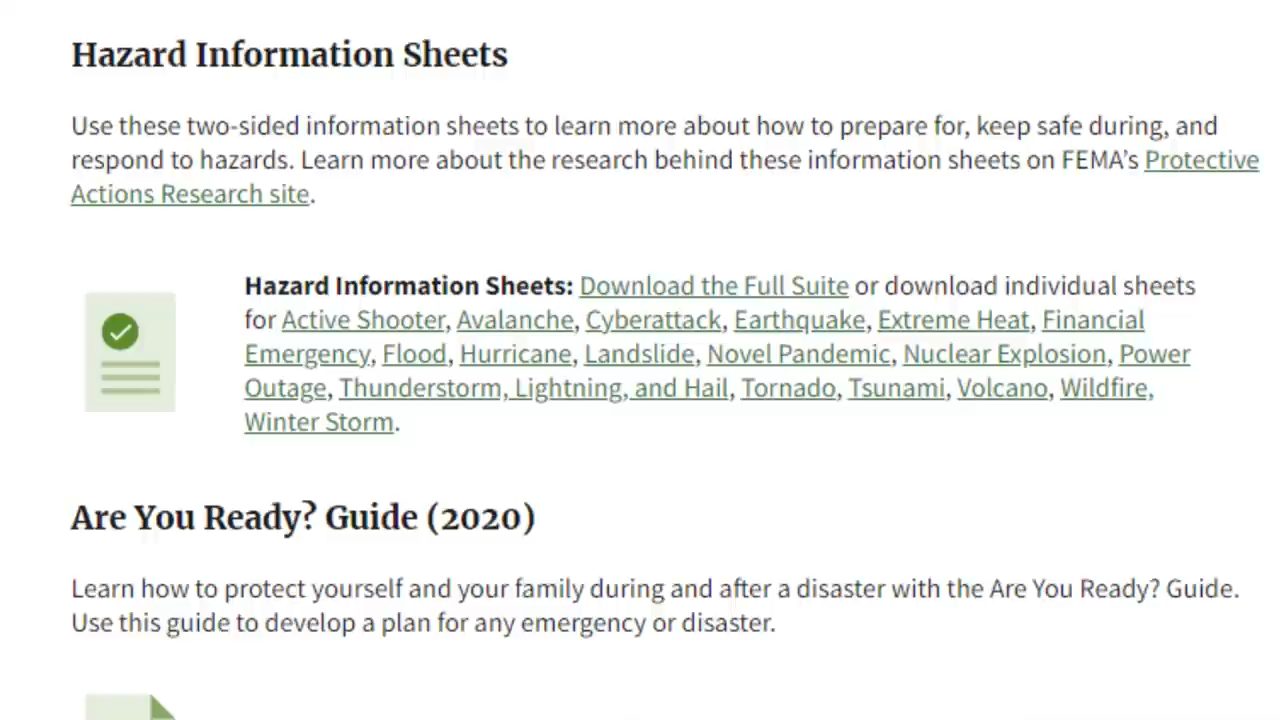 Hazard Information Sheets
Use these two-sided information sheets to learn more about how to prepare for, keep safe during, and
respond to hazards. Learn more about the research behind these information sheets on FEMA’s Protective
Actions Research site.
Hazard Information Sheets: Download the Full Suite or download individual sheets
for Active Shooter, Avalanche, Cyberattack, Earthquake, Extreme Heat, Financial
Emergency, Flood, Hurricane, Landslide, Novel Pandemic, Nuclear Explosion, Power
Outage, Thunderstorm, Lightning, and Hail, Tornado, Tsunami, Volcano, Wildfire,
Winter Storm.
Are You Ready? Guide (2020)
Learn how to protect yourself and your family during and after a disaster with the Are You Ready? Guide.
Use this guide to develop a plan for any emergency or disaster.